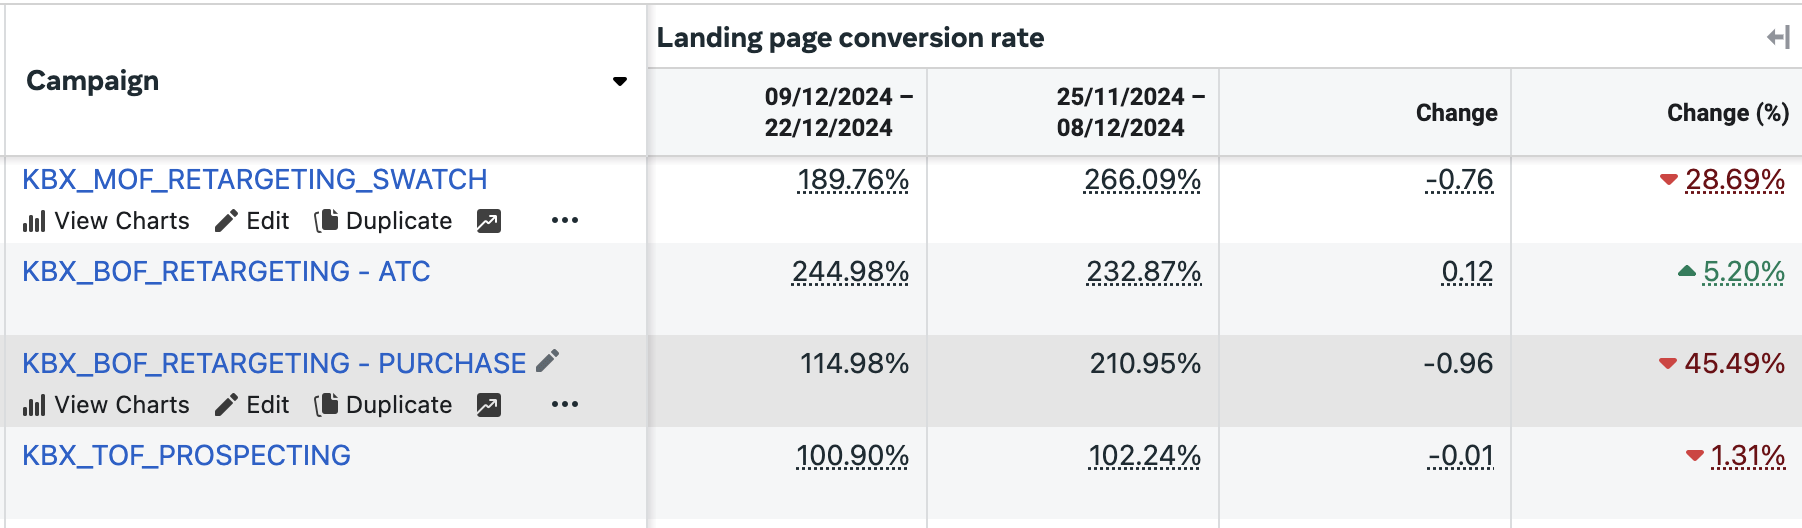 Campaign
Landing page conversion rate
09/12/2024 –
22/12/2024
25/11/2024 –
08/12/2024
Change
Change (%)
KBX_MOF_RETARGETING_SWATCH
189.76%
266.09%
-0.76
28.69%
View Charts Edit Duplicate
KBX_BOF_RETARGETING - ATC
244.98%
232.87%
0.12
5.20%
KBX_BOF_RETARGETING - PURCHASE
114.98%
210.95%
-0.96
45.49%
View Charts Edit Duplicate
KBX_TOF_PROSPECTING
100.90%
102.24%
-0.01
1.31%